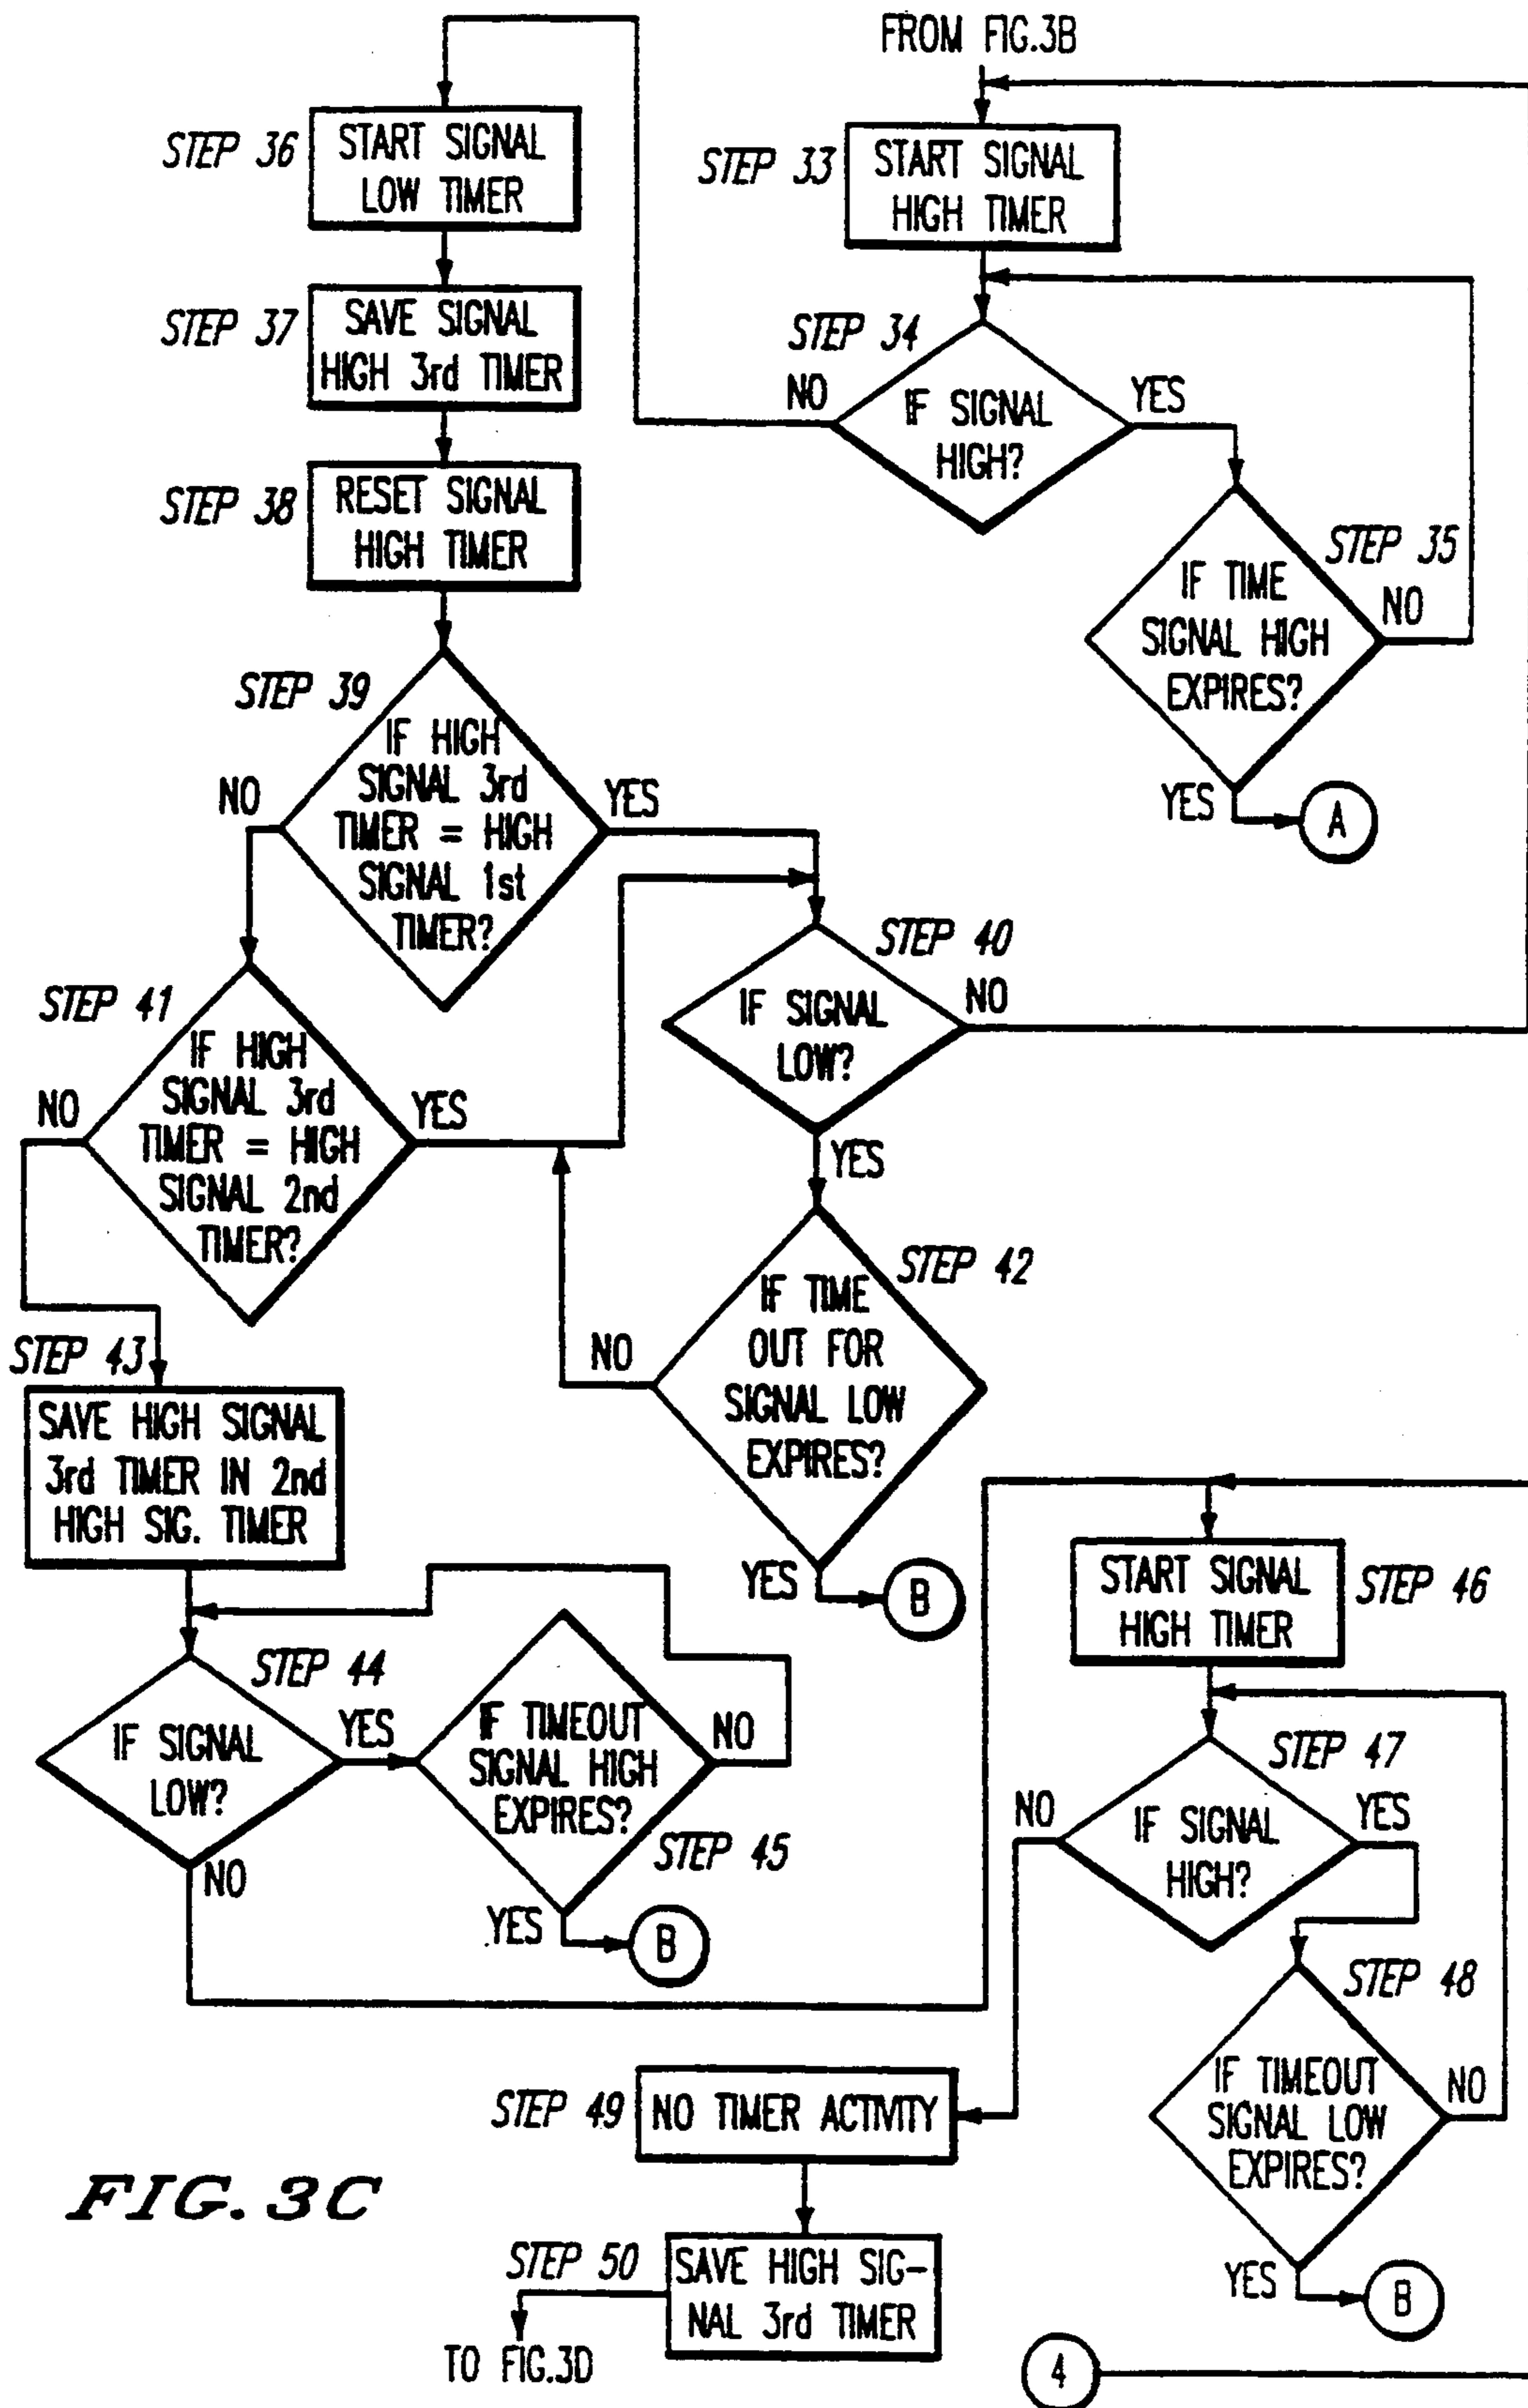 FROM FIG.3B
STEP 36
START SIGNAL
LOW TIMER
STEP 33
START SIGNAL
HIGH TIMER
STEP 37
SAVE SIGNAL
HIGH 3rd TIMER
STEP 34
NO
IF SIGNAL
HIGH?
YES
STEP 38
RESET SIGNAL
HIGH TIMER
STEP 35
IF TIME
SIGNAL HIGH
EXPIRES?
NO
YES
A
STEP 39
IF HIGH
SIGNAL 3rd
TIMER = HIGH
SIGNAL 1st
TIMER?
NO
YES
STEP 40
IF SIGNAL
LOW?
NO
YES
STEP 41
IF HIGH
SIGNAL 3rd
TIMER = HIGH
SIGNAL 2nd
TIMER?
NO
YES
STEP 42
IF TIME
OUT FOR
SIGNAL LOW
EXPIRES?
NO
YES
B
STEP 43
SAVE HIGH SIGNAL
3rd TIMER IN 2nd
HIGH SIG. TIMER
STEP 44
IF SIGNAL
LOW?
YES
NO
IF TIMEOUT
SIGNAL HIGH
EXPIRES?
NO
STEP 45
YES
B
START SIGNAL
HIGH TIMER
STEP 46
STEP 47
NO
IF SIGNAL
HIGH?
YES
STEP 48
IF TIMEOUT
SIGNAL LOW
EXPIRES?
NO
YES
B
STEP 49
NO TIMER ACTIVITY
STEP 50
SAVE HIGH SIG-
NAL 3rd TIMER
TO FIG.3D
4
FIG. 3C